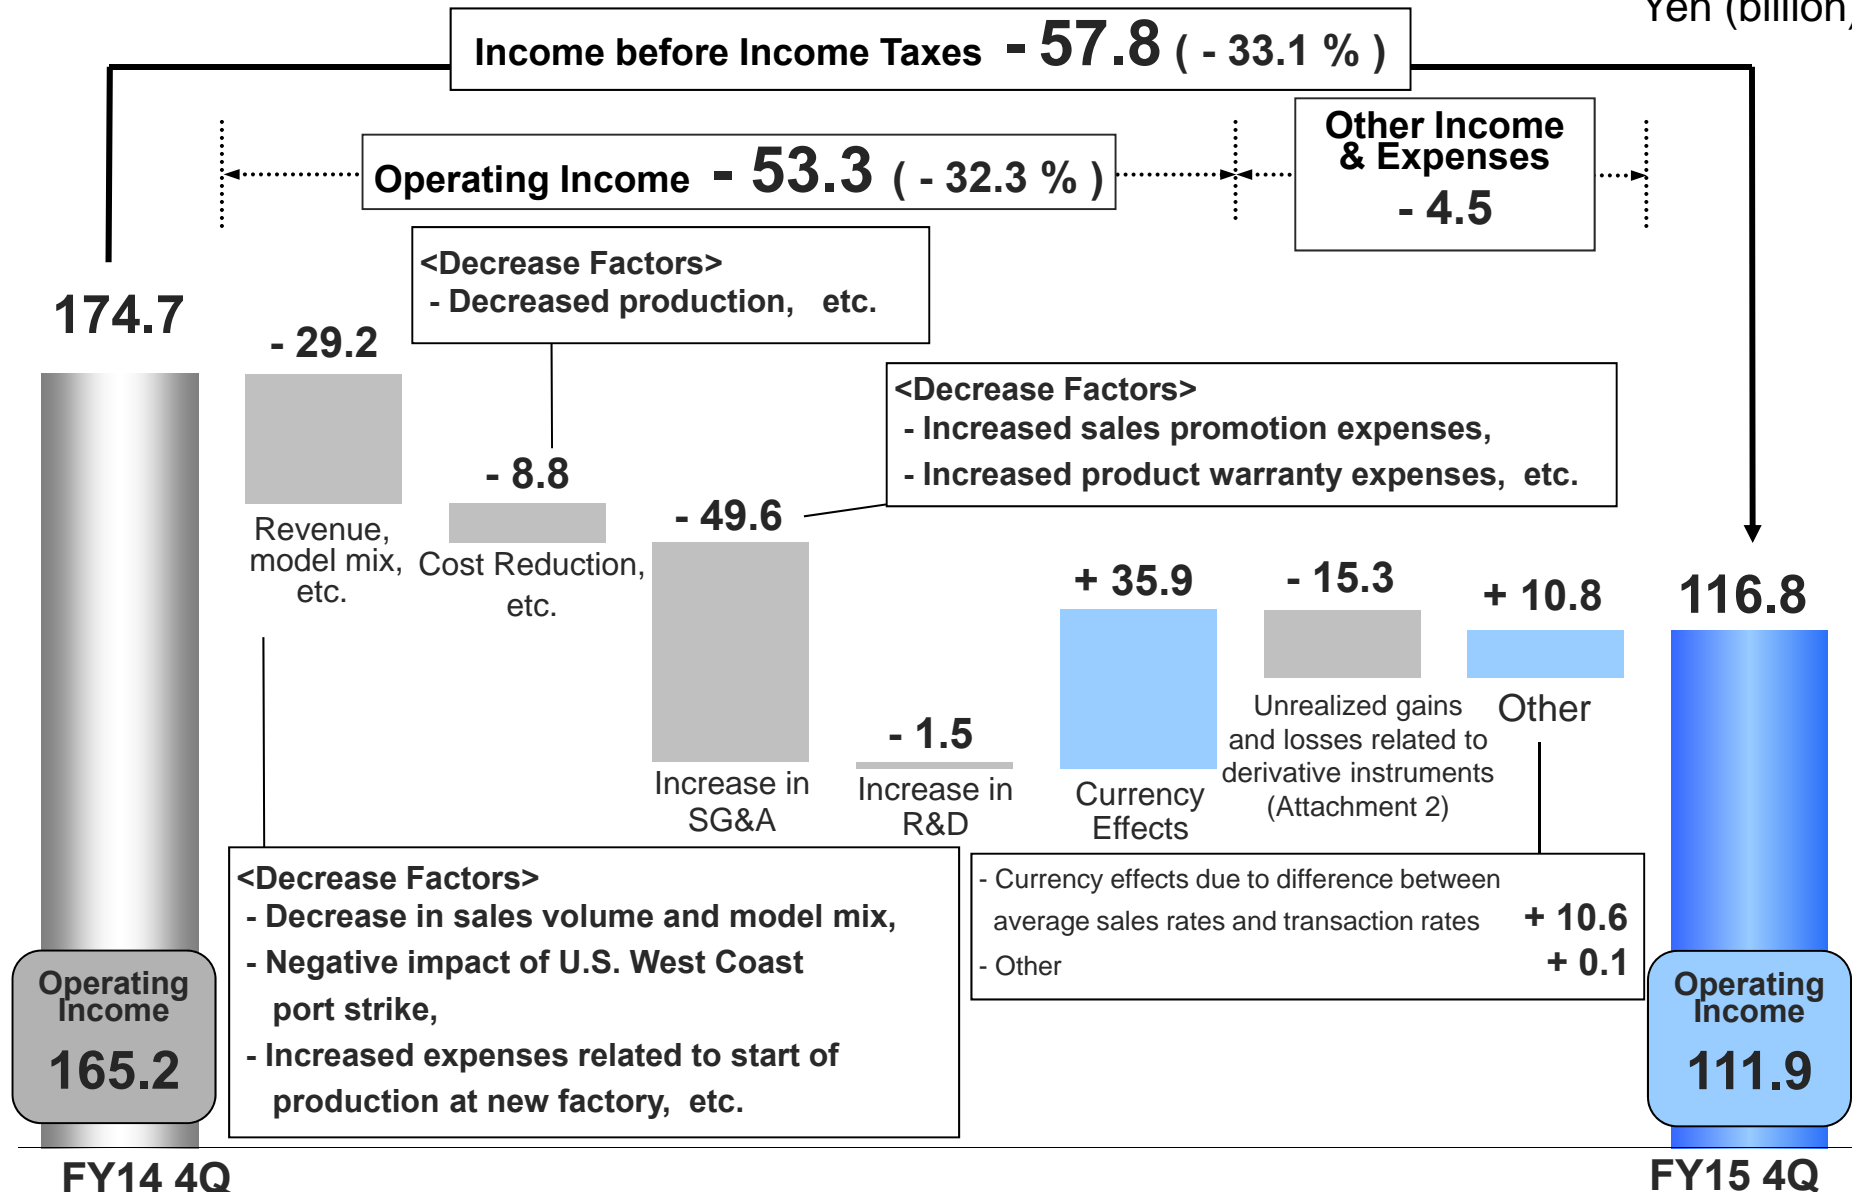 Yen (billion)
Income before Income Taxes - 57.8 ( - 33.1 % )
Operating Income - 53.3 ( - 32.3 % )
Other Income
& Expenses
- 4.5
<Decrease Factors>
- Decreased production, etc.
174.7
- 29.2
Revenue,
model mix,
etc.
- 8.8
Cost Reduction,
etc.
<Decrease Factors>
- Increased sales promotion expenses,
- Increased product warranty expenses, etc.
- 49.6
Increase in
SG&A
- 1.5
Increase in
R&D
+ 35.9
Currency
Effects
- 15.3
Unrealized gains
and losses related to
derivative instruments
(Attachment 2)
+ 10.8
Other
116.8
<Decrease Factors>
- Decrease in sales volume and model mix,
- Negative impact of U.S. West Coast
port strike,
- Increased expenses related to start of
production at new factory, etc.
- Currency effects due to difference between
average sales rates and transaction rates + 10.6
- Other + 0.1
Operating
Income
165.2
Operating
Income
111.9
FY14 4Q
FY15 4Q